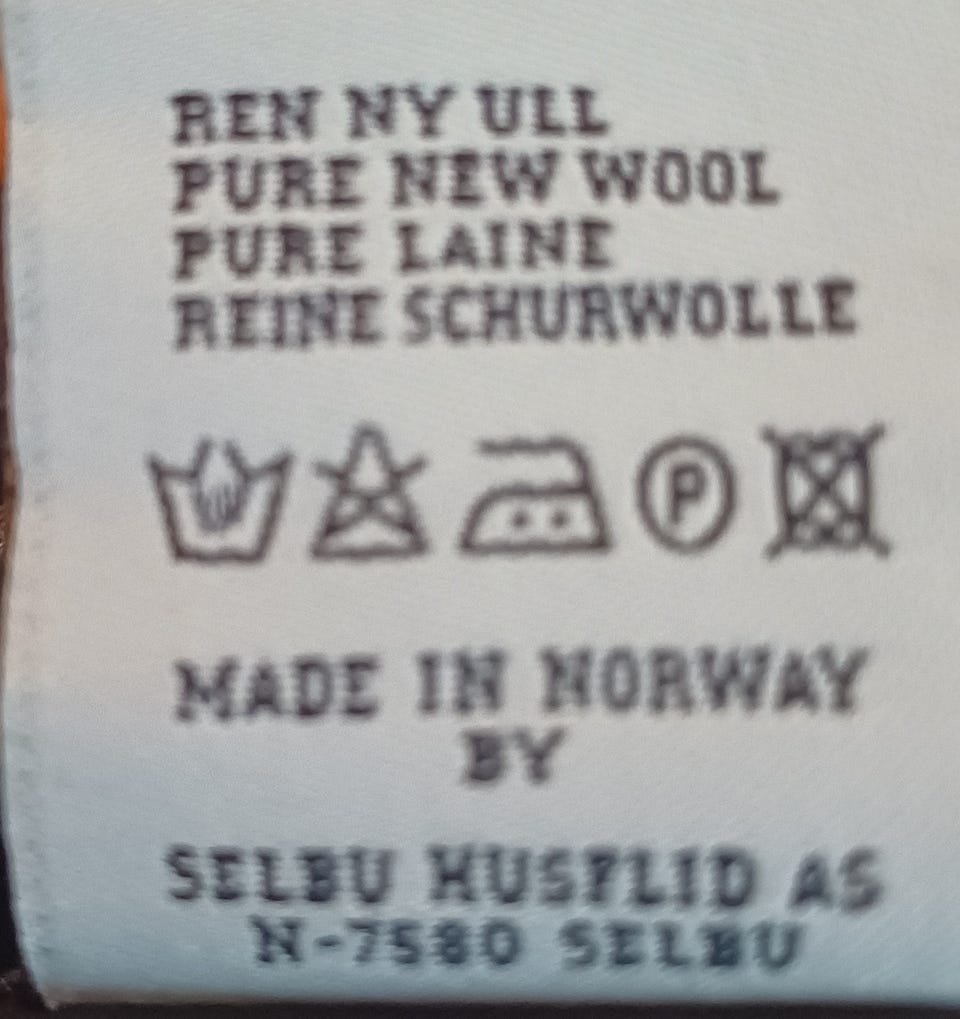 REN NY ULL
PURE NEW WOOL
PURE LAINE
REINE SCHURWOLLE
P
MADE IN NORWAY
BY
SELBU HUSFLID AS
N-7580 SELBU